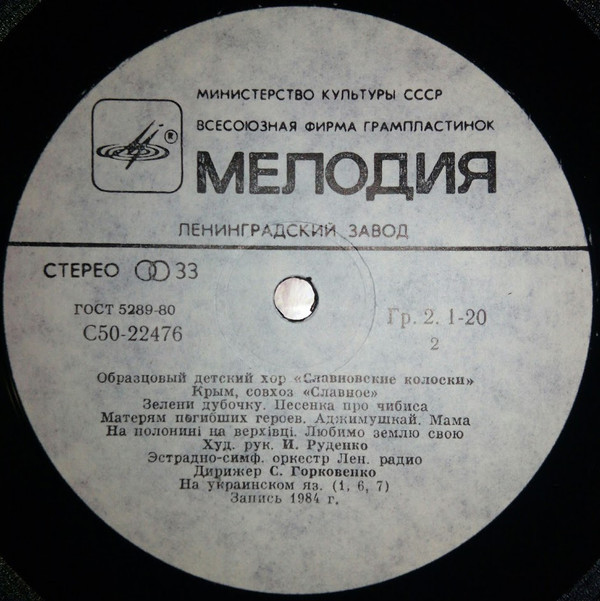 МИНИСТЕРСТВО КУЛЬТУРЫ СССР
ВСЕСОЮЗНАЯ ФИРМА ГРАМПЛАСТИНОК
®
МЕЛОДИЯ
ЛЕНИНГРАДСКИЙ ЗАВОД
СТЕРЕО 33
ГОСТ 5289-80
С50-22476
Гр. 2. 1-20
2
Образцовый детский хор «Славновские колоски»
Крым, совхоз «Славное»
Зелени дубочку. Песенка про чибиса
Матерям погибших героев. Аджимушкай. Мама
На полонині на верхівці. Любимо землю свою
Худ. рук. И. Руденко
Эстрадно-симф. оркестр Лен. радио
Дирижер С. Горковенко
На украинском яз. (1, 6, 7)
Запись 1984 г.